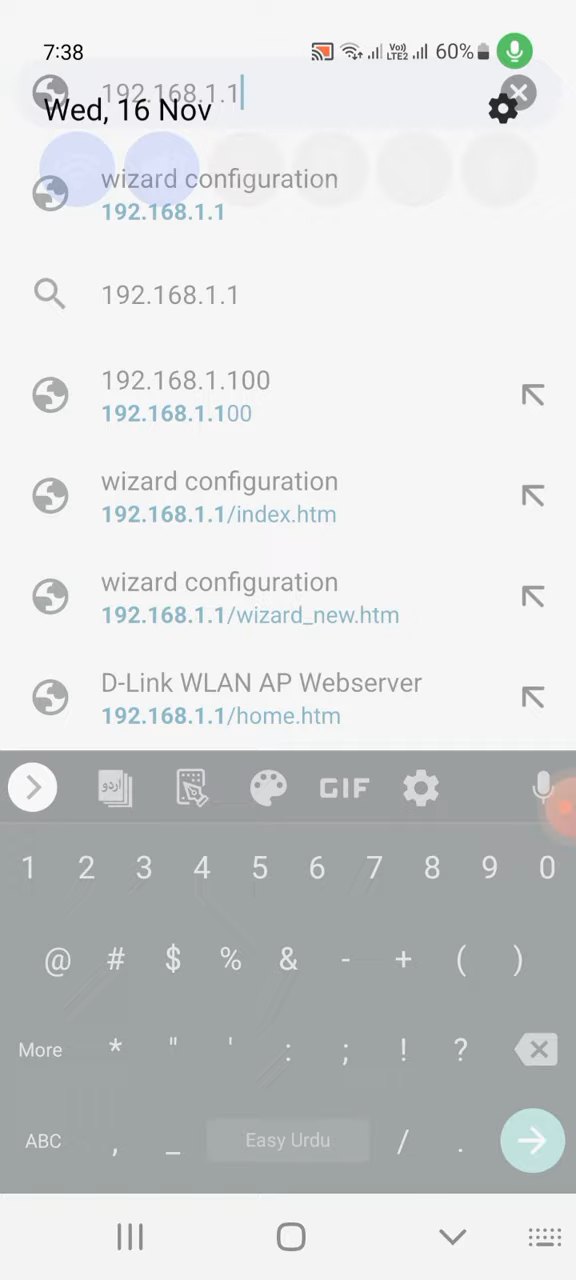 7:38
Vo))
LTE2
60%
192.168.1.1
Wed, 16 Nov
wizard configuration
192.168.1.1
192.168.1.1
192.168.1.100
192.168.1.100
wizard configuration
192.168.1.1/index.htm
wizard configuration
192.168.1.1/wizard_new.htm
D-Link WLAN AP Webserver
192.168.1.1/home.htm
اردو
GIF
1 2 3 4 5 6 7 8 9 0
@ # $ % & - + ( )
More * " ' : ; ! ?
ABC , _ Easy Urdu / .